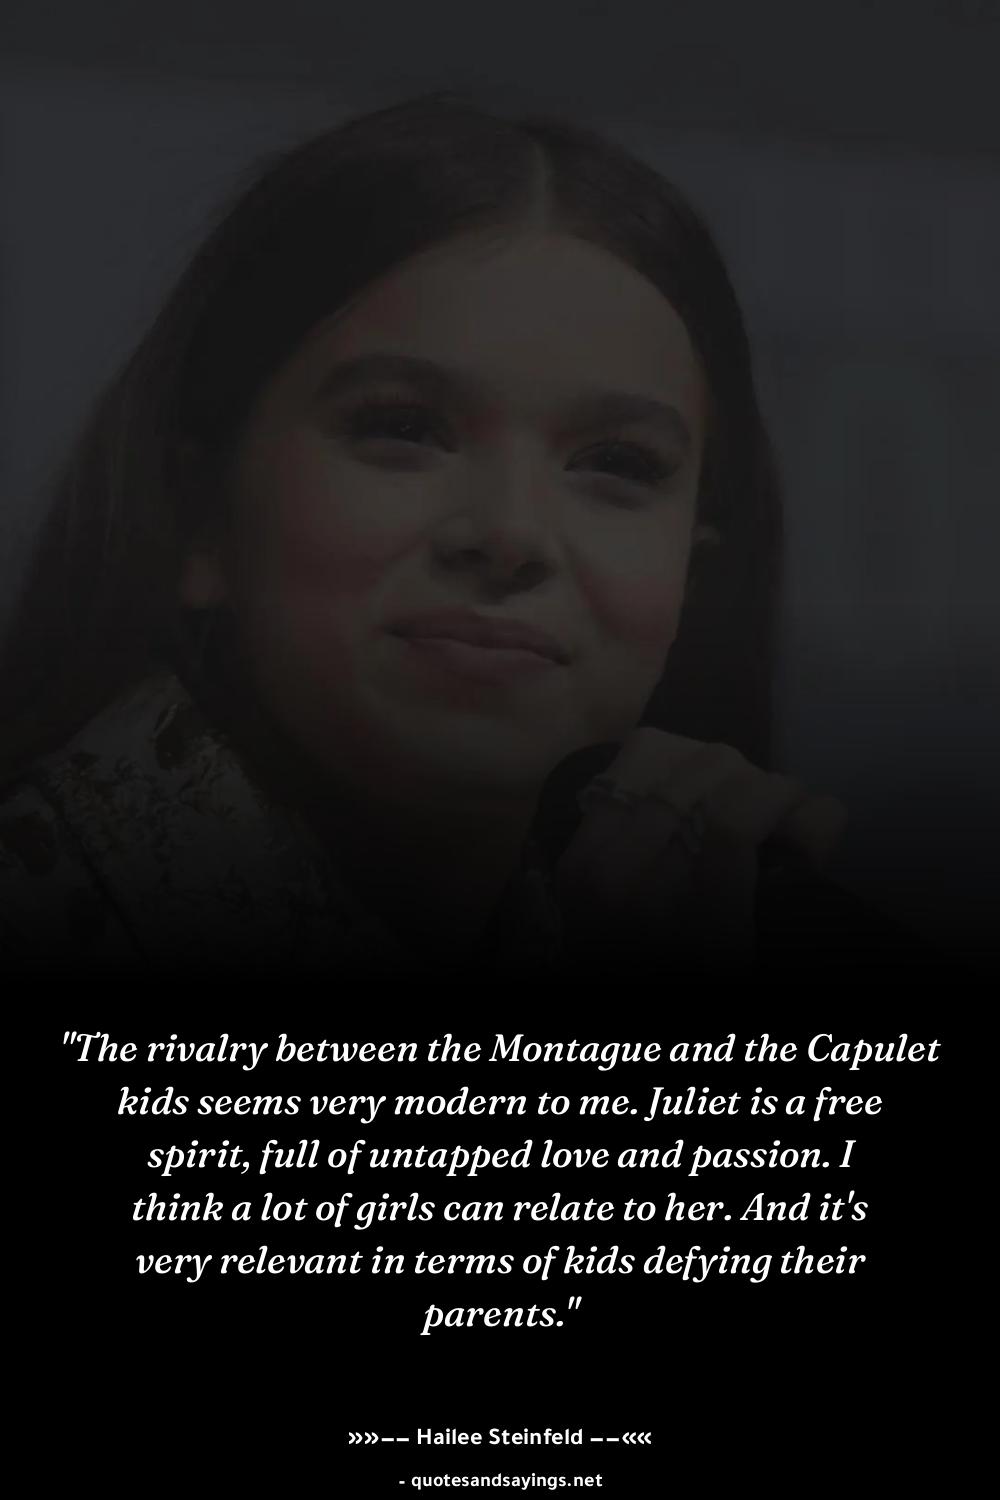 "The rivalry between the Montague and the Capulet
kids seems very modern to me. Juliet is a free
spirit, full of untapped love and passion. I
think a lot of girls can relate to her. And it's
very relevant in terms of kids defying their
parents."
»»–– Hailee Steinfeld ––««
- quotesandsayings.net